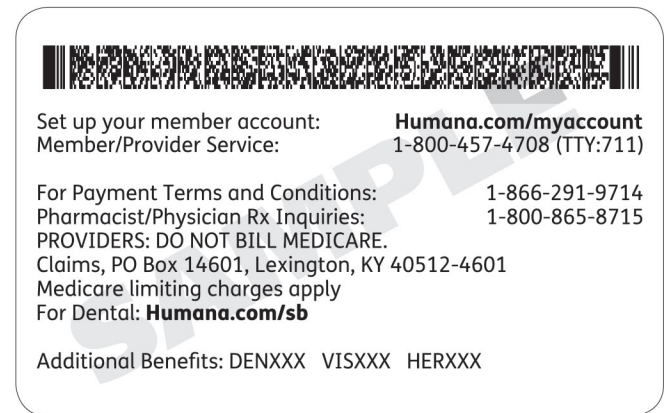 Set up your member account: Humana.com/myaccount
Member/Provider Service: 1-800-457-4708 (TTY:711)
For Payment Terms and Conditions: 1-866-291-9714
Pharmacist/Physician Rx Inquiries: 1-800-865-8715
PROVIDERS: DO NOT BILL MEDICARE.
Claims, PO Box 14601, Lexington, KY 40512-4601
Medicare limiting charges apply
For Dental: Humana.com/sb
Additional Benefits: DENXXX VISXXX HERXXX
SAMPLE